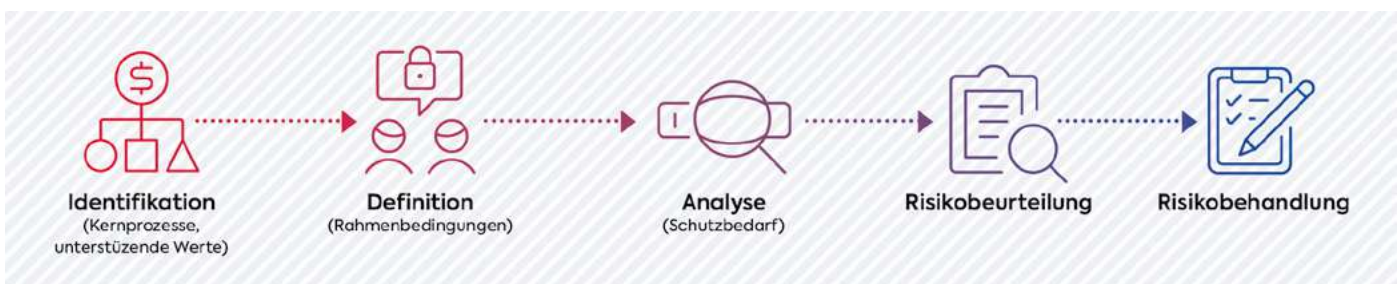 Identifikation
(Kernprozesse,
unterstüzende Werte)
Definition
(Rahmenbedingungen)
Analyse
(Schutzbedarf)
Risikobeurteilung
Risikobehandlung